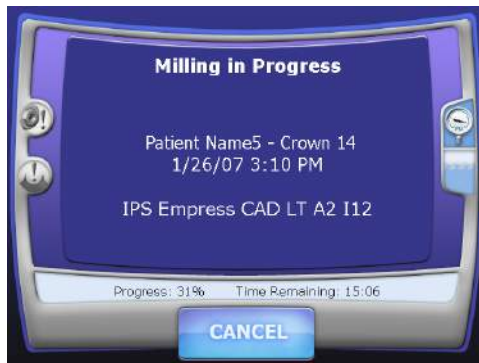 Milling in Progress
Patient Name5 - Crown 14
1/26/07 3:10 PM
IPS Empress CAD LT A2 I12
Progress: 31% Time Remaining: 15:06
CANCEL